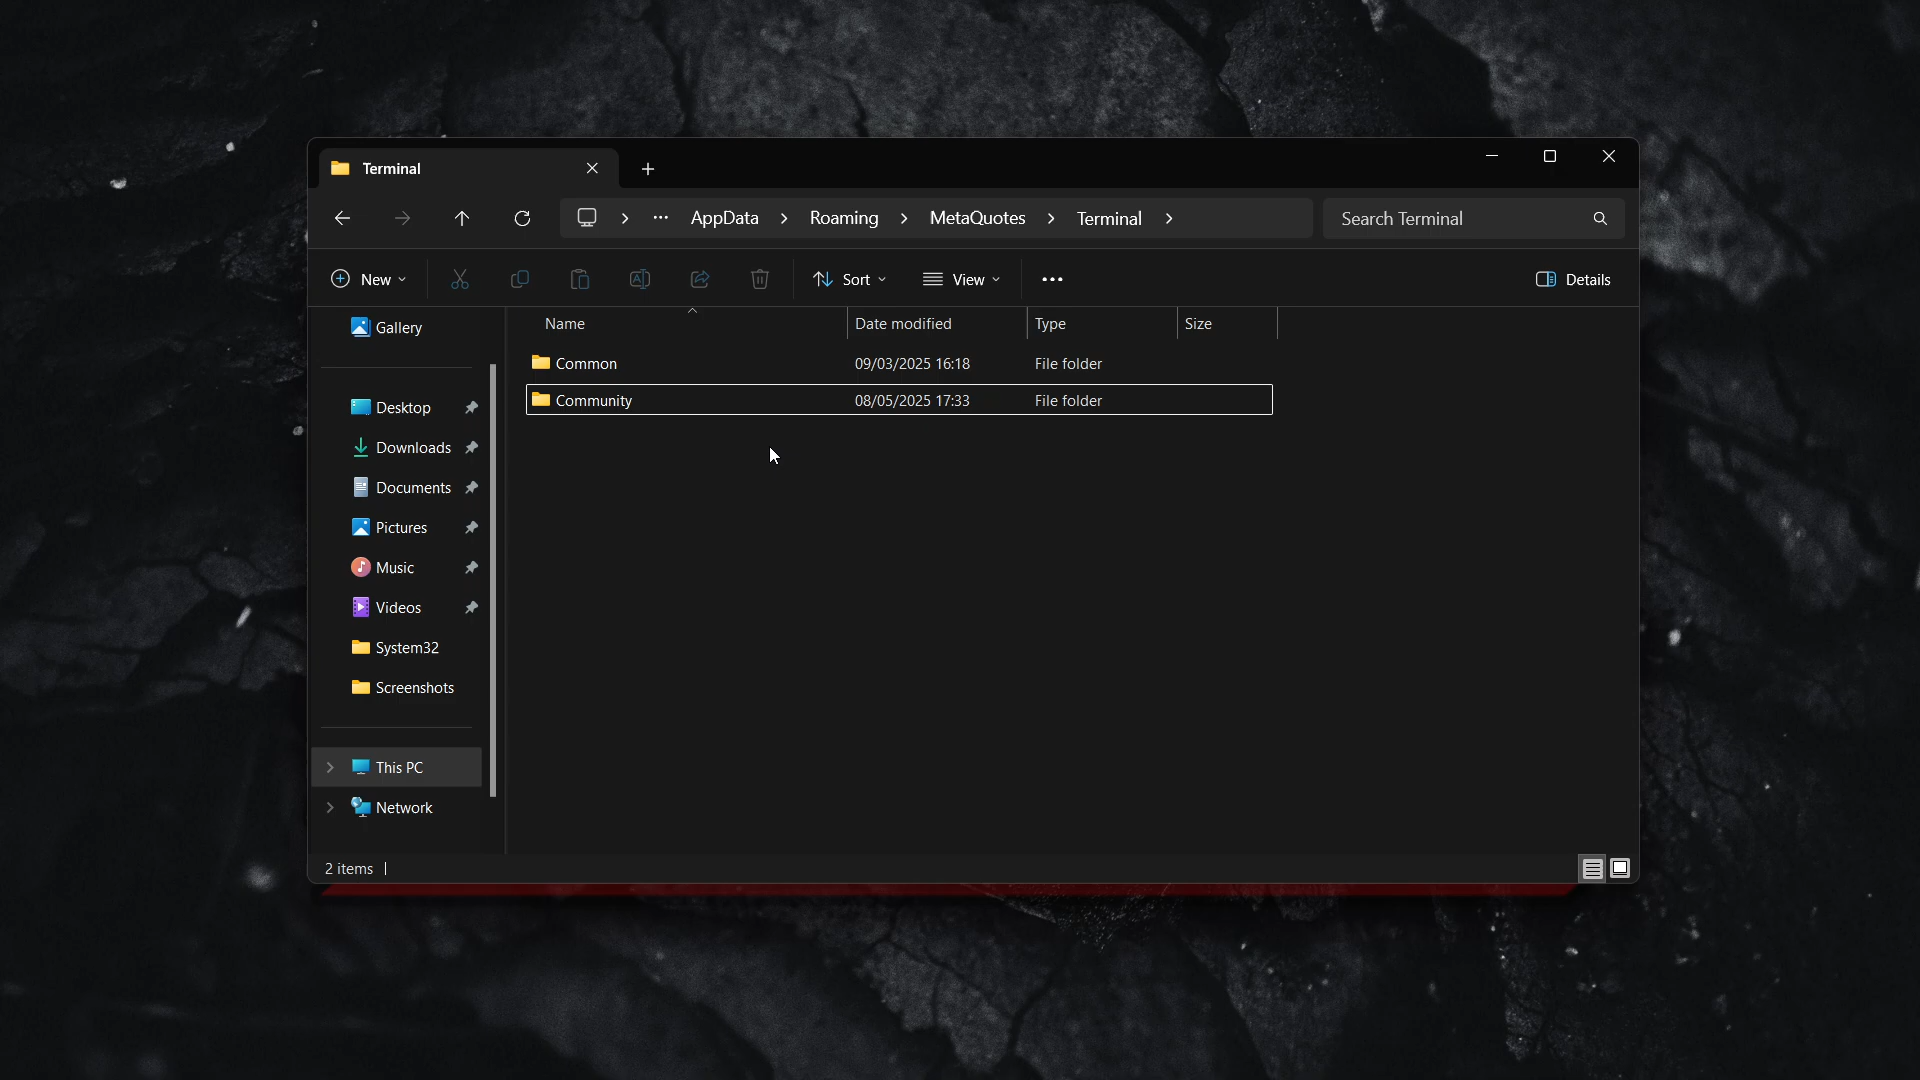 Terminal
AppData > Roaming > MetaQuotes > Terminal >
Search Terminal
New
Sort
View
Details
Gallery
Name Date modified Type Size
Common 09/03/2025 16:18 File folder
Community 08/05/2025 17:33 File folder
Desktop
Downloads
Documents
Pictures
Music
Videos
System32
Screenshots
This PC
Network
2 items